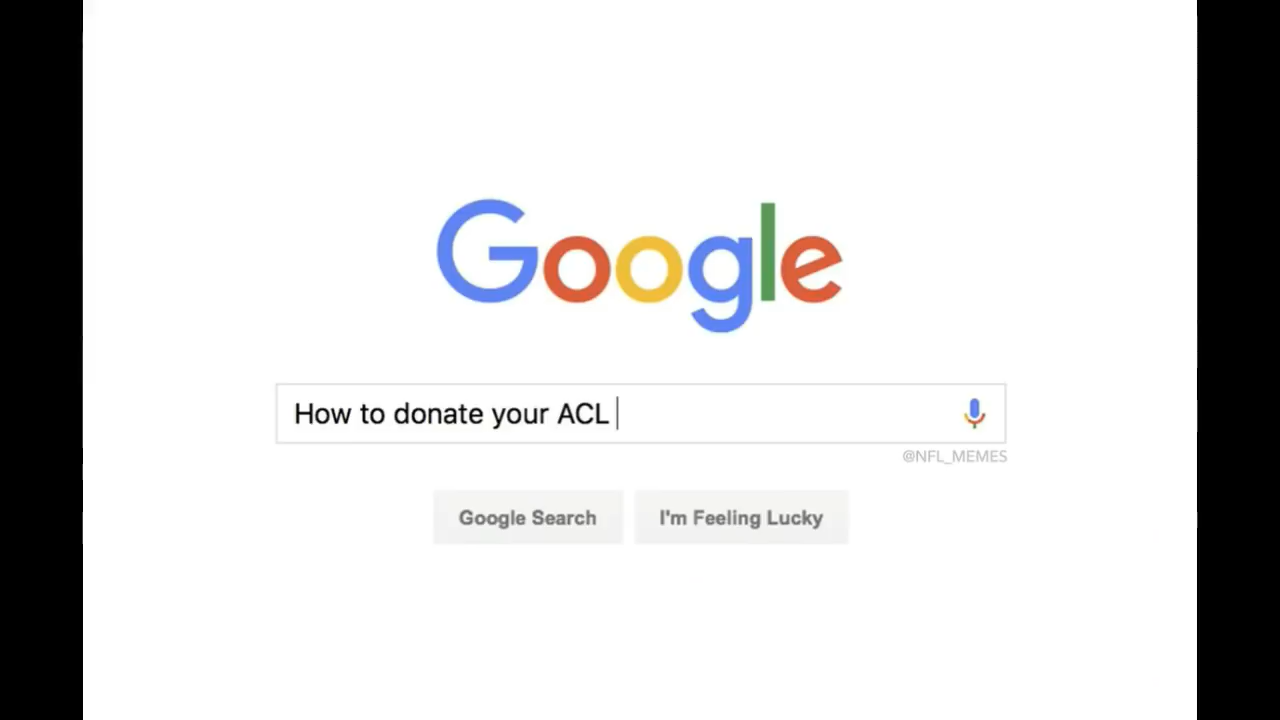 Google
How to donate your ACL
@NFL_MEMES
Google Search
I'm Feeling Lucky